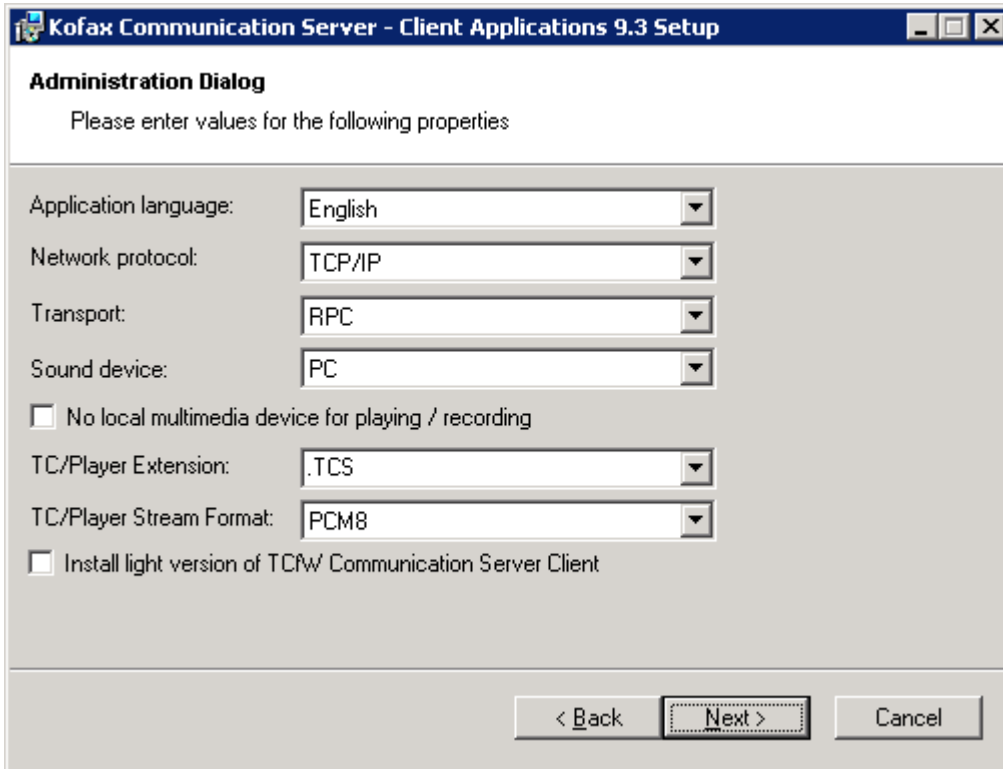 Kofax Communication Server - Client Applications 9.3 Setup
Administration Dialog
Please enter values for the following properties
Application language: English
Network protocol: TCP/IP
Transport: RPC
Sound device: PC
No local multimedia device for playing / recording
TC/Player Extension: .TCS
TC/Player Stream Format: PCM8
Install light version of TCfW Communication Server Client
< Back Next > Cancel